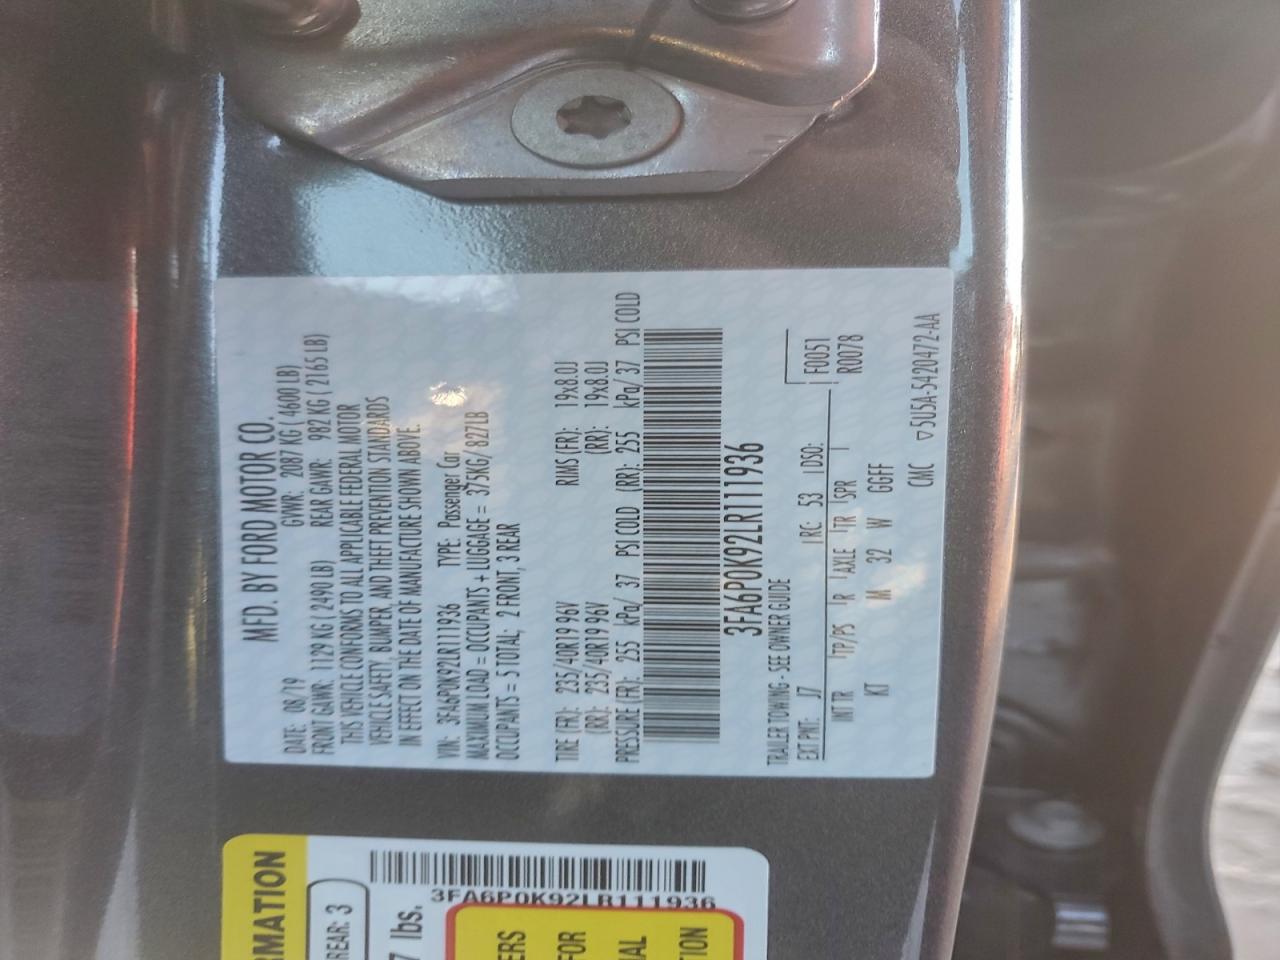 MFD. BY FORD MOTOR CO.
DATE: 08/19 GVWR: 2087 KG ( 4600 LB)
FRONT GAWR: 1129 KG ( 2490 LB) REAR GAWR: 982 KG ( 2165 LB)
THIS VEHICLE CONFORMS TO ALL APPLICABLE FEDERAL MOTOR
VEHICLE SAFETY, BUMPER, AND THEFT PREVENTION STANDARDS
IN EFFECT ON THE DATE OF MANUFACTURE SHOWN ABOVE.
VIN: 3FA6P0K92LR111936 TYPE: Passenger Car
MAXIMUM LOAD = OCCUPANTS + LUGGAGE = 375KG/ 827LB
OCCUPANTS = 5 TOTAL; 2 FRONT, 3 REAR
TIRE (FR): 235/40R19 96V RIMS (FR): 19x8.0J
(RR): 235/40R19 96V (RR): 19x8.0J
PRESSURE (FR): 255 kPa/ 37 PSI COLD (RR): 255 kPa/ 37 PSI COLD
3FA6P0K92LR111936
TRAILER TOWING - SEE OWNER GUIDE
EXT PNT: J7 RC: 53 DSO: F0051
INT TR TP/PS R AXLE TR SPR R0078
KT M 32 W GGFF
CMC ▽5U5A-5420472-AA
RMATION
REAR: 3
7 lbs.
3FA6P0K92LR111936
ERS
FOR
IAL
TION